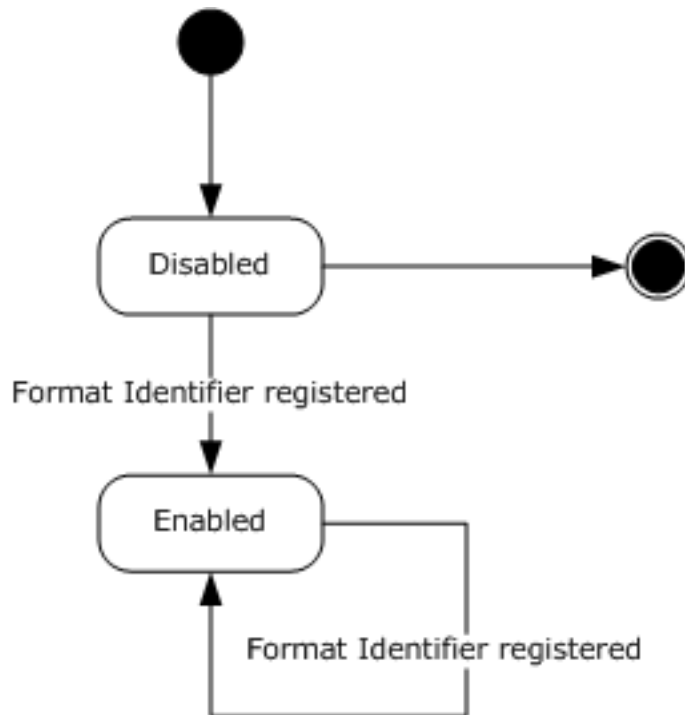 Disabled
Format Identifier registered
Enabled
Format Identifier registered